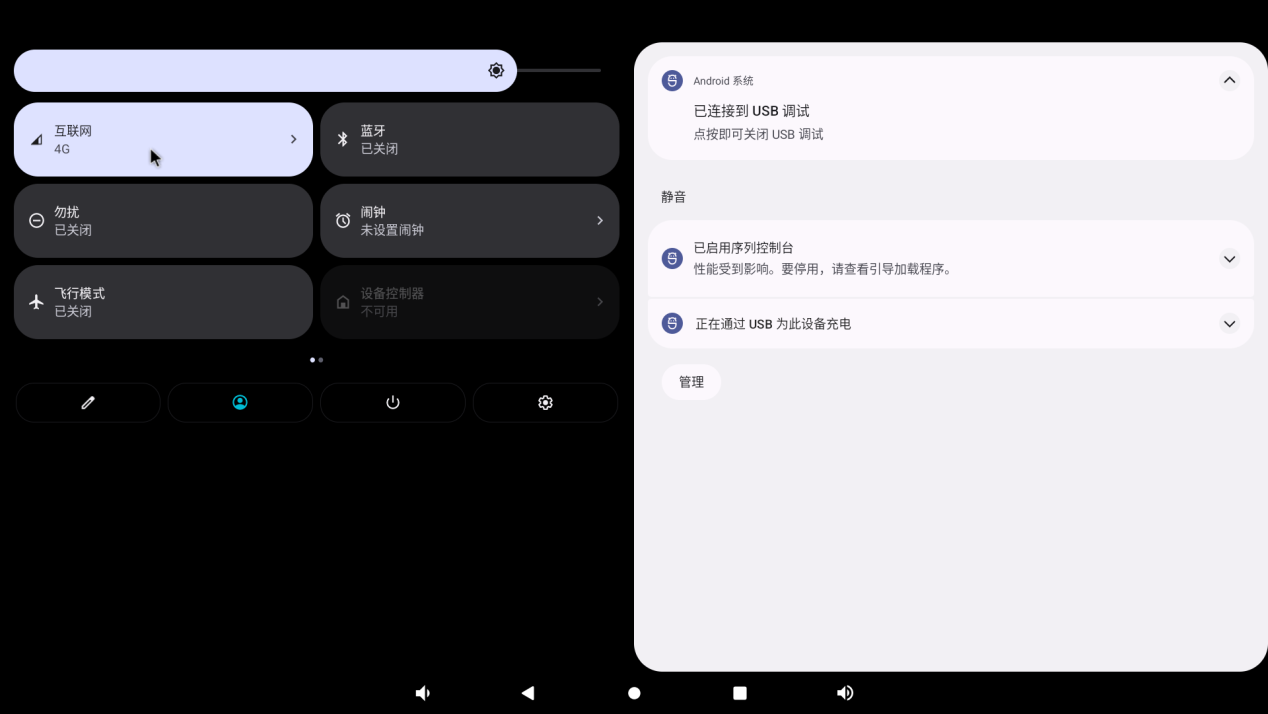 互联网
4G
蓝牙
已关闭
勿扰
已关闭
闹钟
未设置闹钟
飞行模式
已关闭
设备控制器
不可用
Android 系统
已连接到 USB 调试
点按即可关闭 USB 调试
静音
已启用序列控制台
性能受到影响。要停用，请查看引导加载程序。
正在通过 USB 为此设备充电
管理